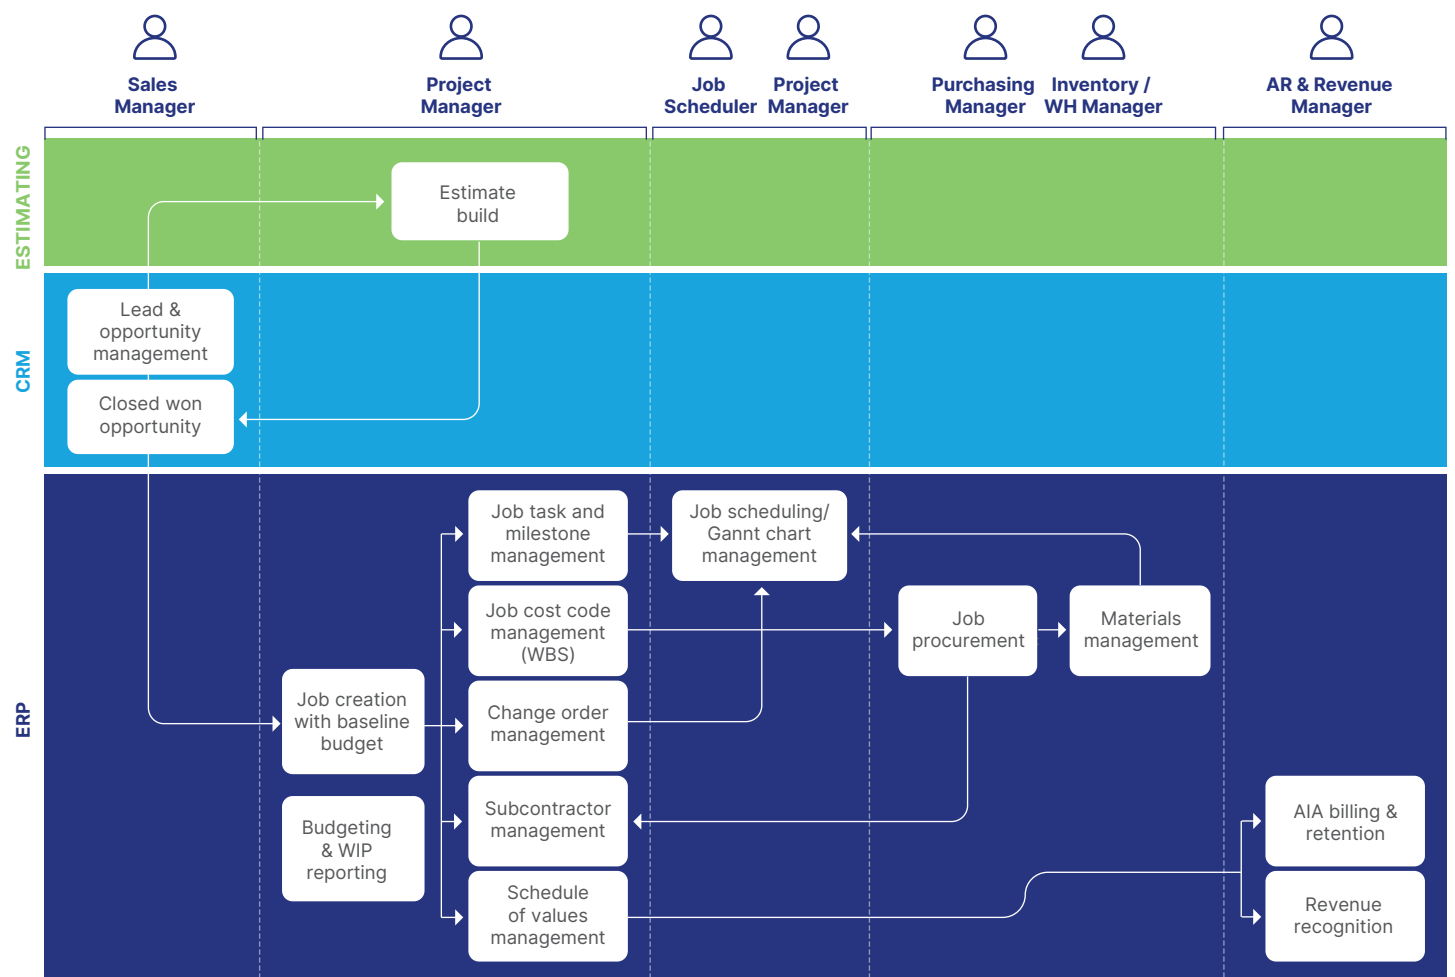 Sales
Manager
Project
Manager
Job
Scheduler
Project
Manager
Purchasing
Manager
Inventory /
WH Manager
AR & Revenue
Manager
ESTIMATING
Estimate
build
CRM
Lead &
opportunity
management
Closed won
opportunity
ERP
Job creation
with baseline
budget
Budgeting
& WIP
reporting
Job task and
milestone
management
Job cost code
management
(WBS)
Change order
management
Subcontractor
management
Schedule
of values
management
Job scheduling/
Gannt chart
management
Job
procurement
Materials
management
AIA billing &
retention
Revenue
recognition